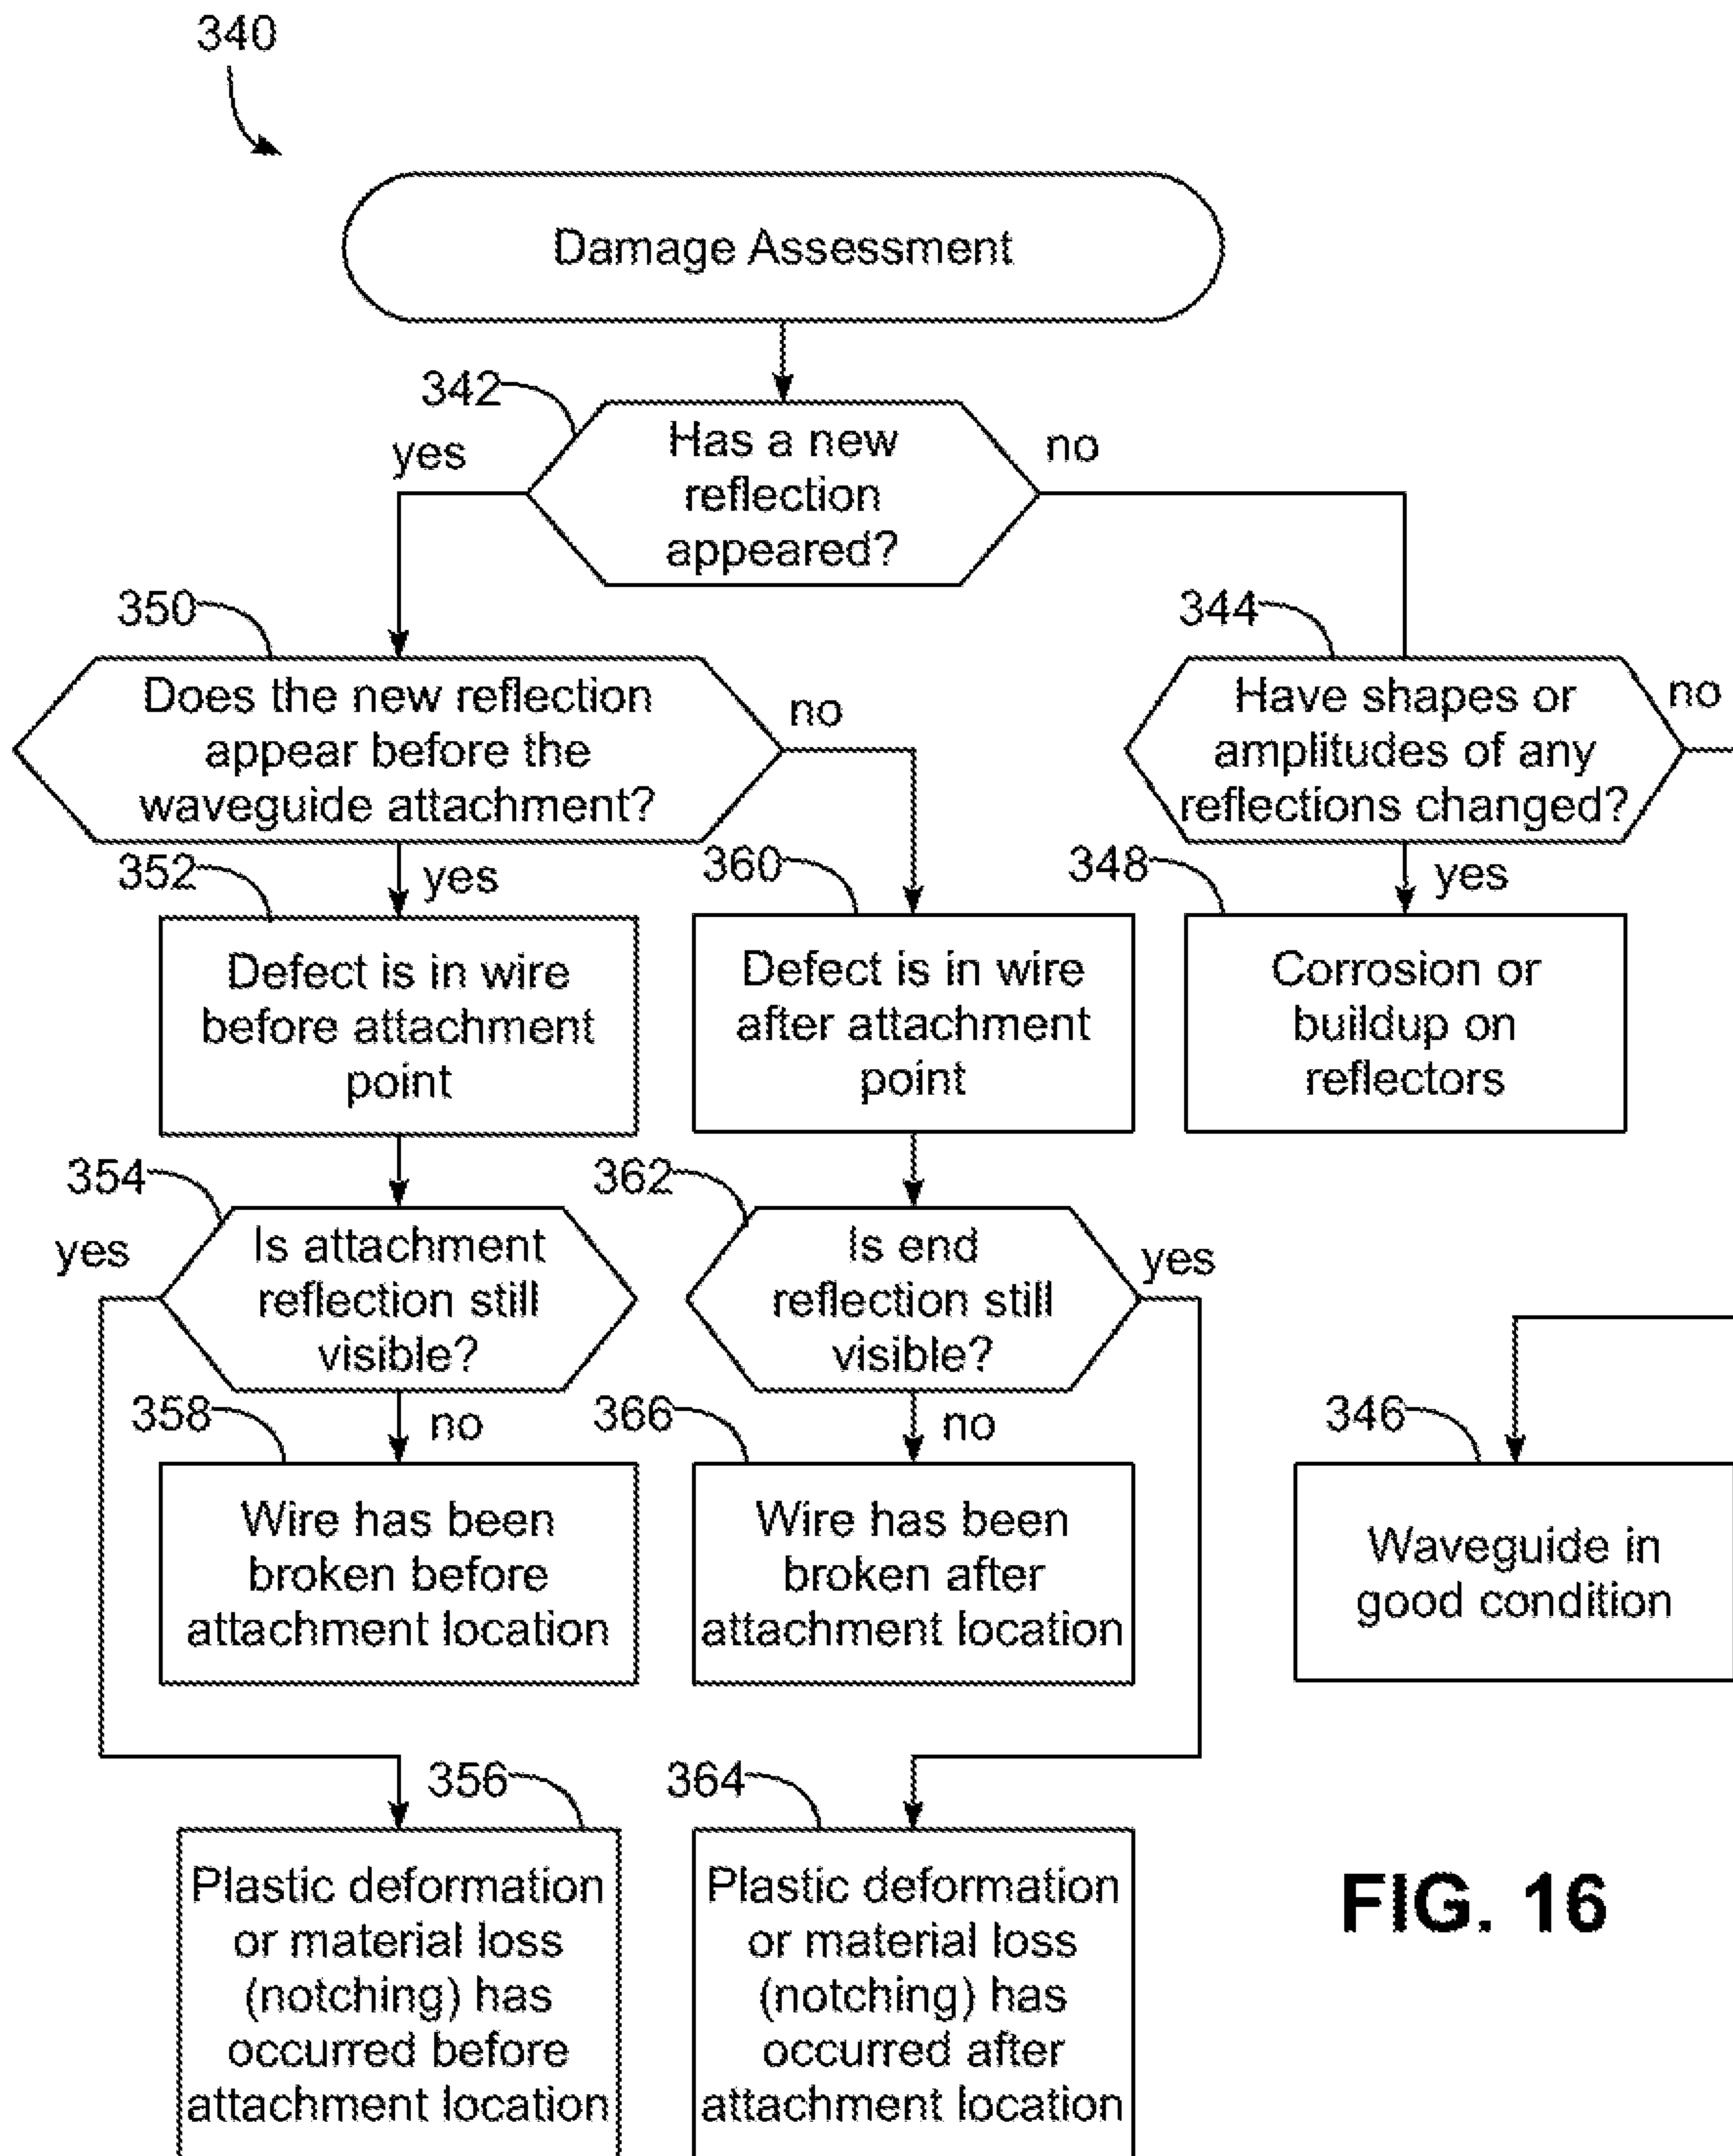 340
Damage Assessment
342
yes
Has a new
reflection
appeared?
no
350
Does the new reflection
appear before the
waveguide attachment?
no
344
Have shapes or
amplitudes of any
reflections changed?
no
352
yes
Defect is in wire
before attachment
point
360
Defect is in wire
after attachment
point
348
yes
Corrosion or
buildup on
reflectors
354
yes
Is attachment
reflection still
visible?
362
Is end
reflection still
visible?
yes
358
no
Wire has been
broken before
attachment location
366
no
Wire has been
broken after
attachment location
346
Waveguide in
good condition
356
Plastic deformation
or material loss
(notching) has
occurred before
attachment location
364
Plastic deformation
or material loss
(notching) has
occurred after
attachment location
FIG. 16